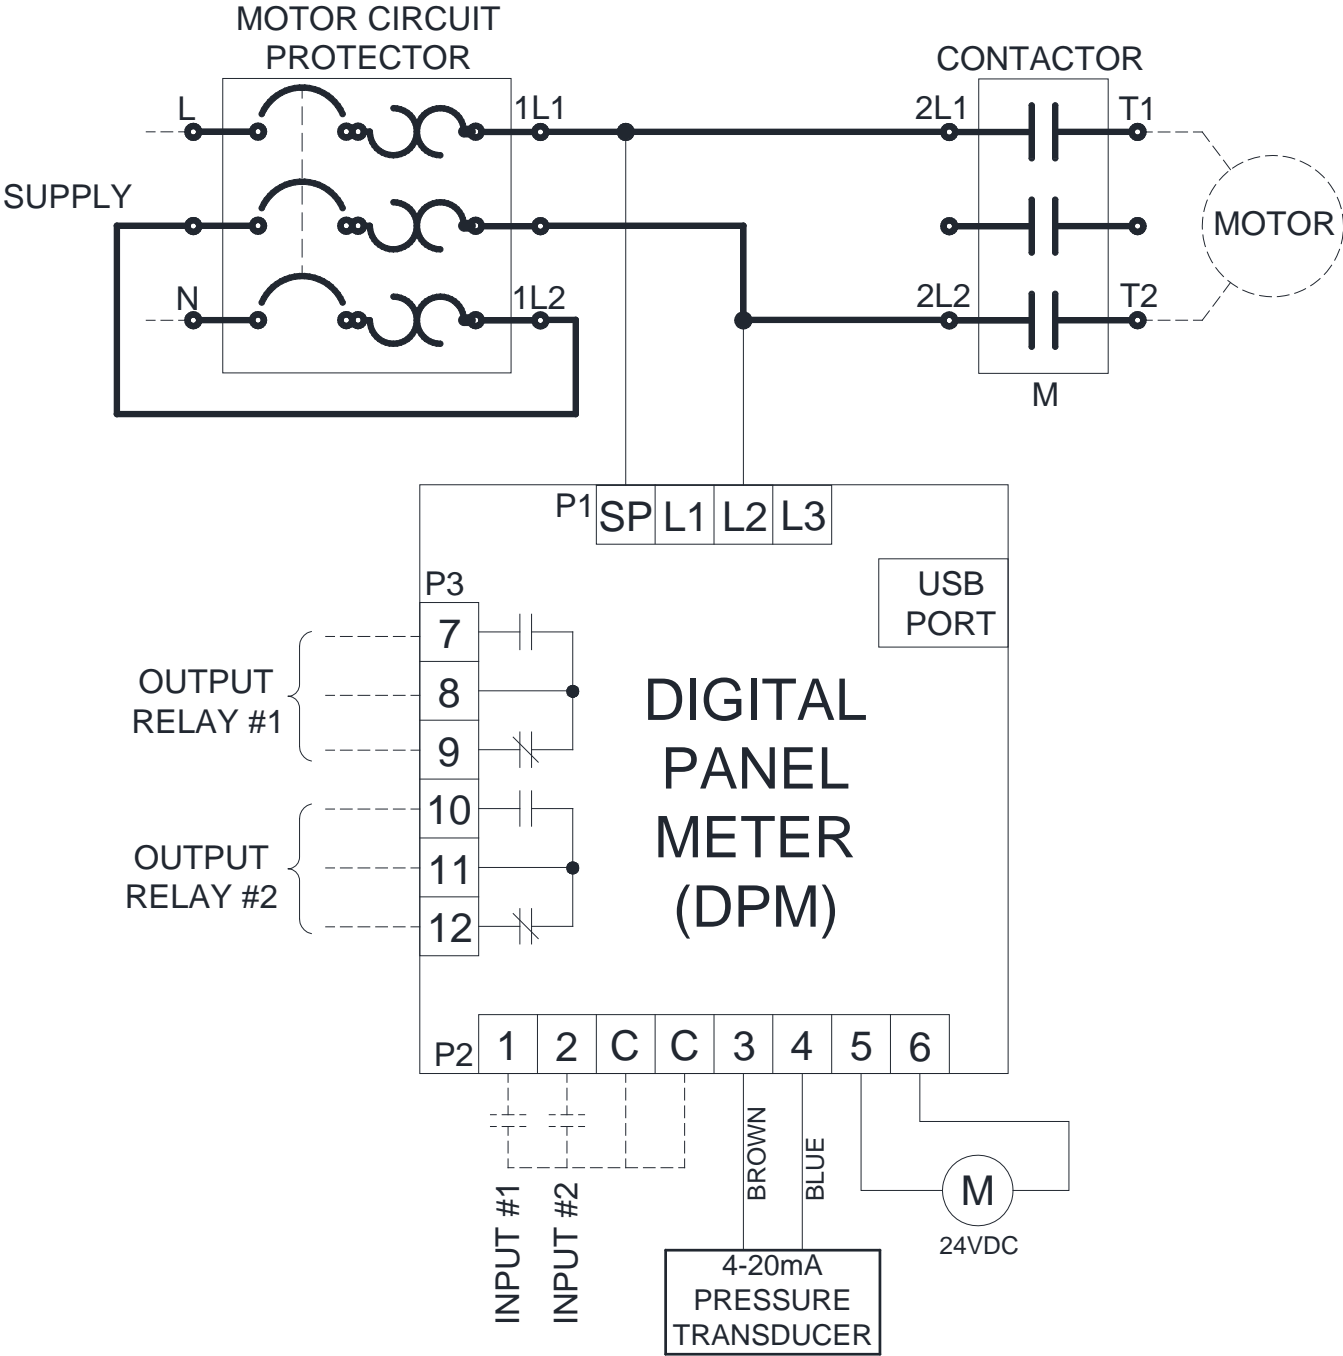 MOTOR CIRCUIT
PROTECTOR
CONTACTOR
L
1L1
2L1
T1
SUPPLY
MOTOR
N
1L2
2L2
T2
M
P1
SP L1 L2 L3
USB
PORT
P3
7
8
9
OUTPUT
RELAY #1
10
11
12
OUTPUT
RELAY #2
DIGITAL
PANEL
METER
(DPM)
P2
1 2 C C 3 4 5 6
INPUT #1
INPUT #2
BROWN
BLUE
M
24VDC
4-20mA
PRESSURE
TRANSDUCER